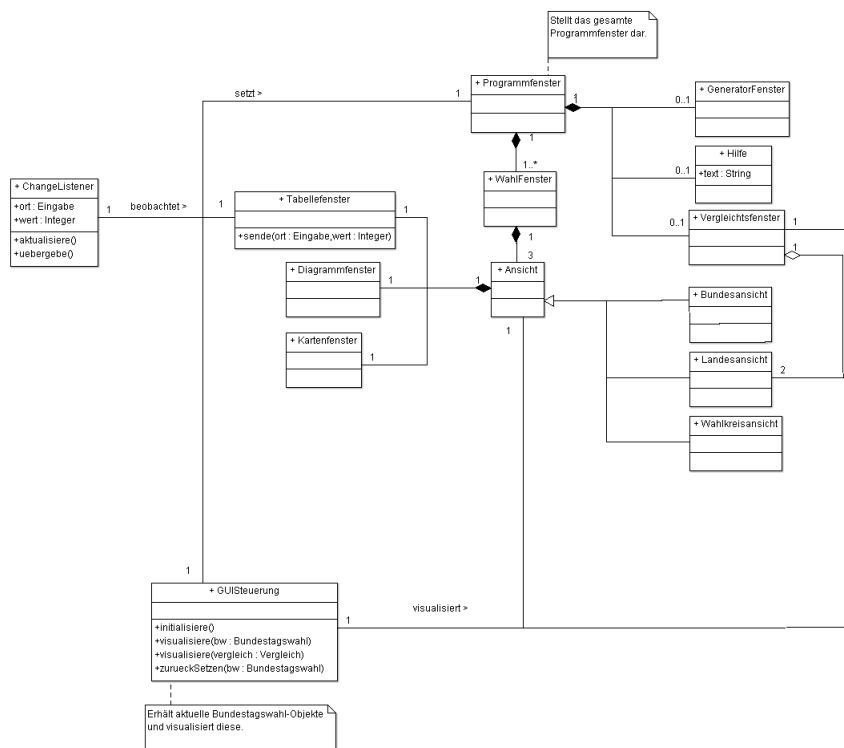 Stellt das gesamte
Programmfenster dar.
setzt >
1
+ Programmfenster
1
1
0..1
+ GeneratorFenster
1
1..*
0..1
+ Hilfe
+text : String
+ WahlFenster
+ ChangeListener
+ort : Eingabe
+wert : Integer
+aktualisiere()
+uebergebe()
1
beobachtet >
1
+ Tabellefenster
+sende(ort : Eingabe,wert : Integer)
1
0..1
+ Vergleichtsfenster
1
1
1
3
+ Diagrammfenster
1
1
+ Ansicht
1
+ Bundesansicht
+ Kartenfenster
1
+ Landesansicht
2
+ Wahlkreisansicht
1
+ GUISteuerung
+initialisiere()
+visualisiere(bw : Bundestagswahl)
+visualisiere(vergleich : Vergleich)
+zurueckSetzen(bw : Bundestagswahl)
1
visualisiert >
Erhält aktuelle Bundestagswahl-Objekte
und visualisiert diese.